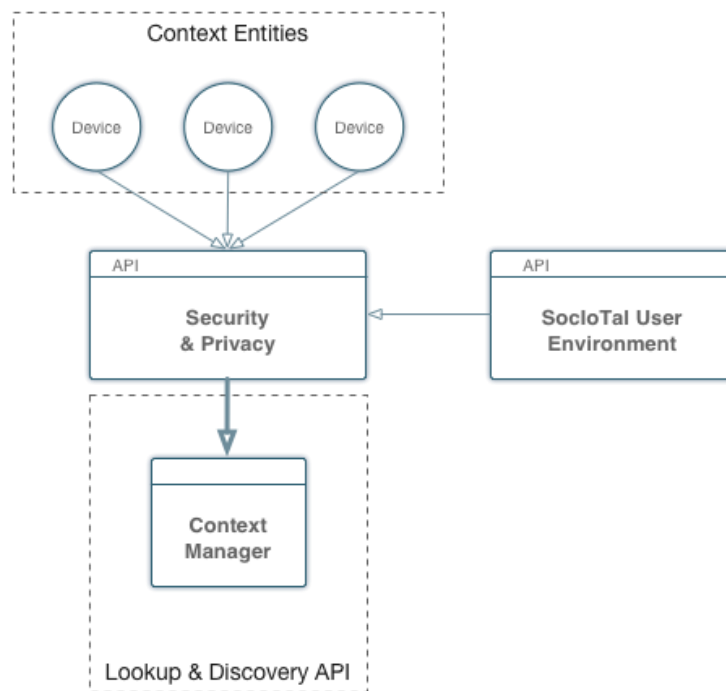 Context Entities
Device
Device
Device
API
Security
& Privacy
API
SocIoTal User
Environment
Context
Manager
Lookup & Discovery API